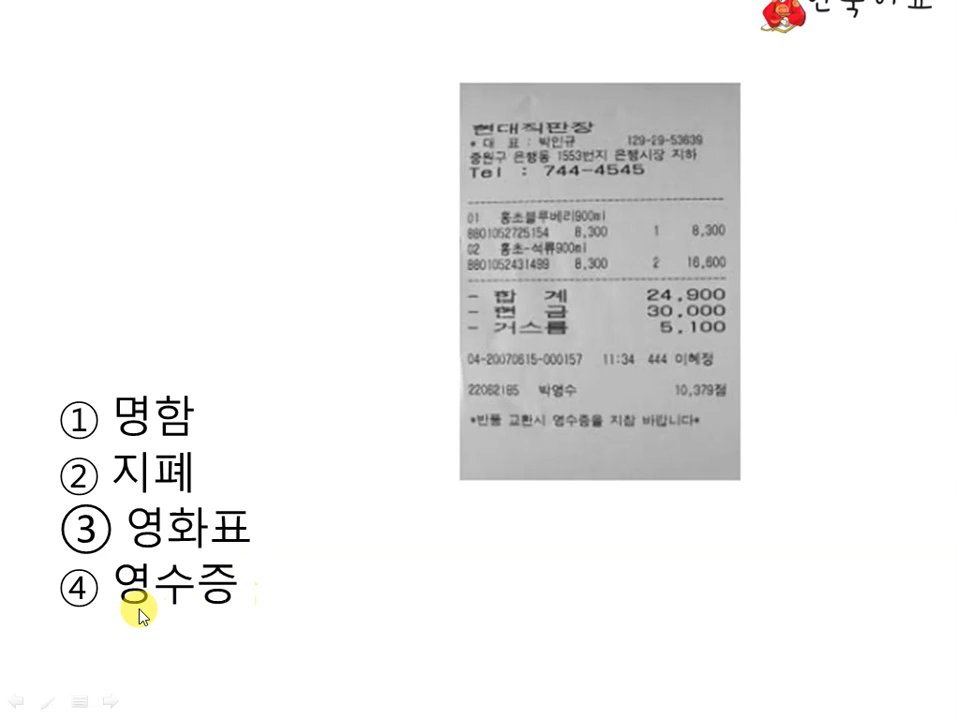 현대직판장
* 대 표 : 박민규 129-29-53639
중원구 은행동 1553번지 은행시장 지하
Tel : 744-4545
01 홍초블루베리900ml
8801052725154 8,300 1 8,300
02 홍초-석류900ml
8801052431499 8,300 2 16,600
- 합 계 24,900
- 현 금 30,000
- 거스름 5,100
04-20070615-000157 11:34 444 이혜정
22062185 박영수 10,379점
*반품 교환시 영수증을 지참 바랍니다*
① 명함
② 지폐
③ 영화표
④ 영수증